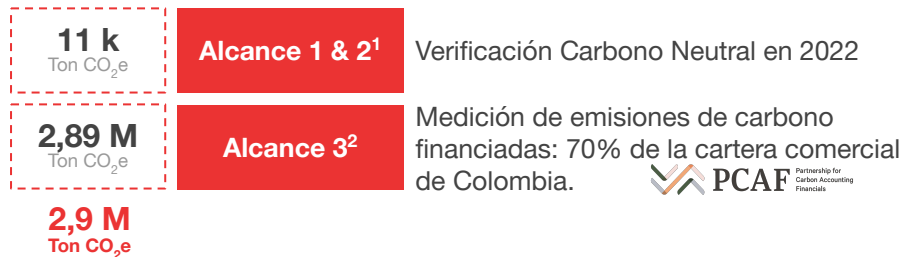 11 k
Ton CO₂e
Alcance 1 & 2¹
Verificación Carbono Neutral en 2022
2,89 M
Ton CO₂e
Alcance 3²
Medición de emisiones de carbono
financiadas: 70% de la cartera comercial
de Colombia.
PCAF
Partnership for
Carbon Accounting
Financials
2,9 M
Ton CO₂e